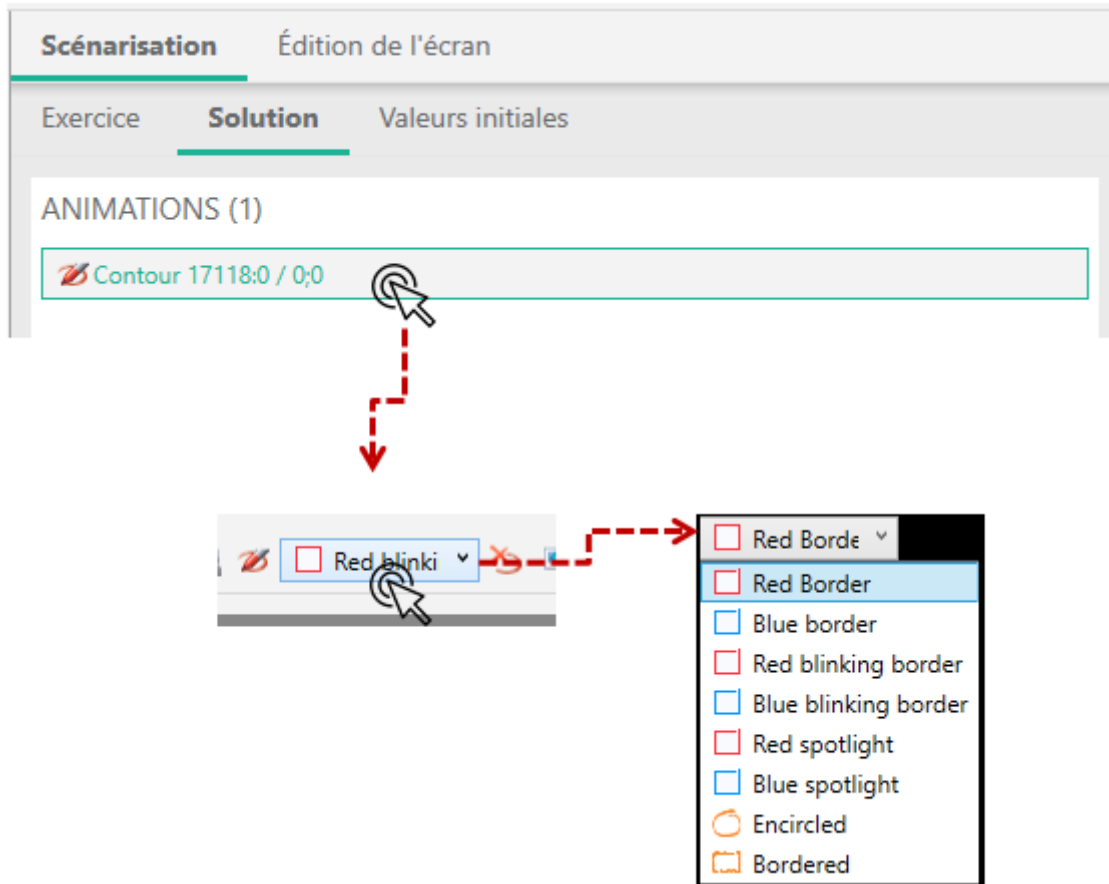 Scénarisation Édition de l'écran
Exercice Solution Valeurs initiales
ANIMATIONS (1)
Contour 17118:0 / 0;0
Red blinki
Red Borde
Red Border
Blue border
Red blinking border
Blue blinking border
Red spotlight
Blue spotlight
Encircled
Bordered